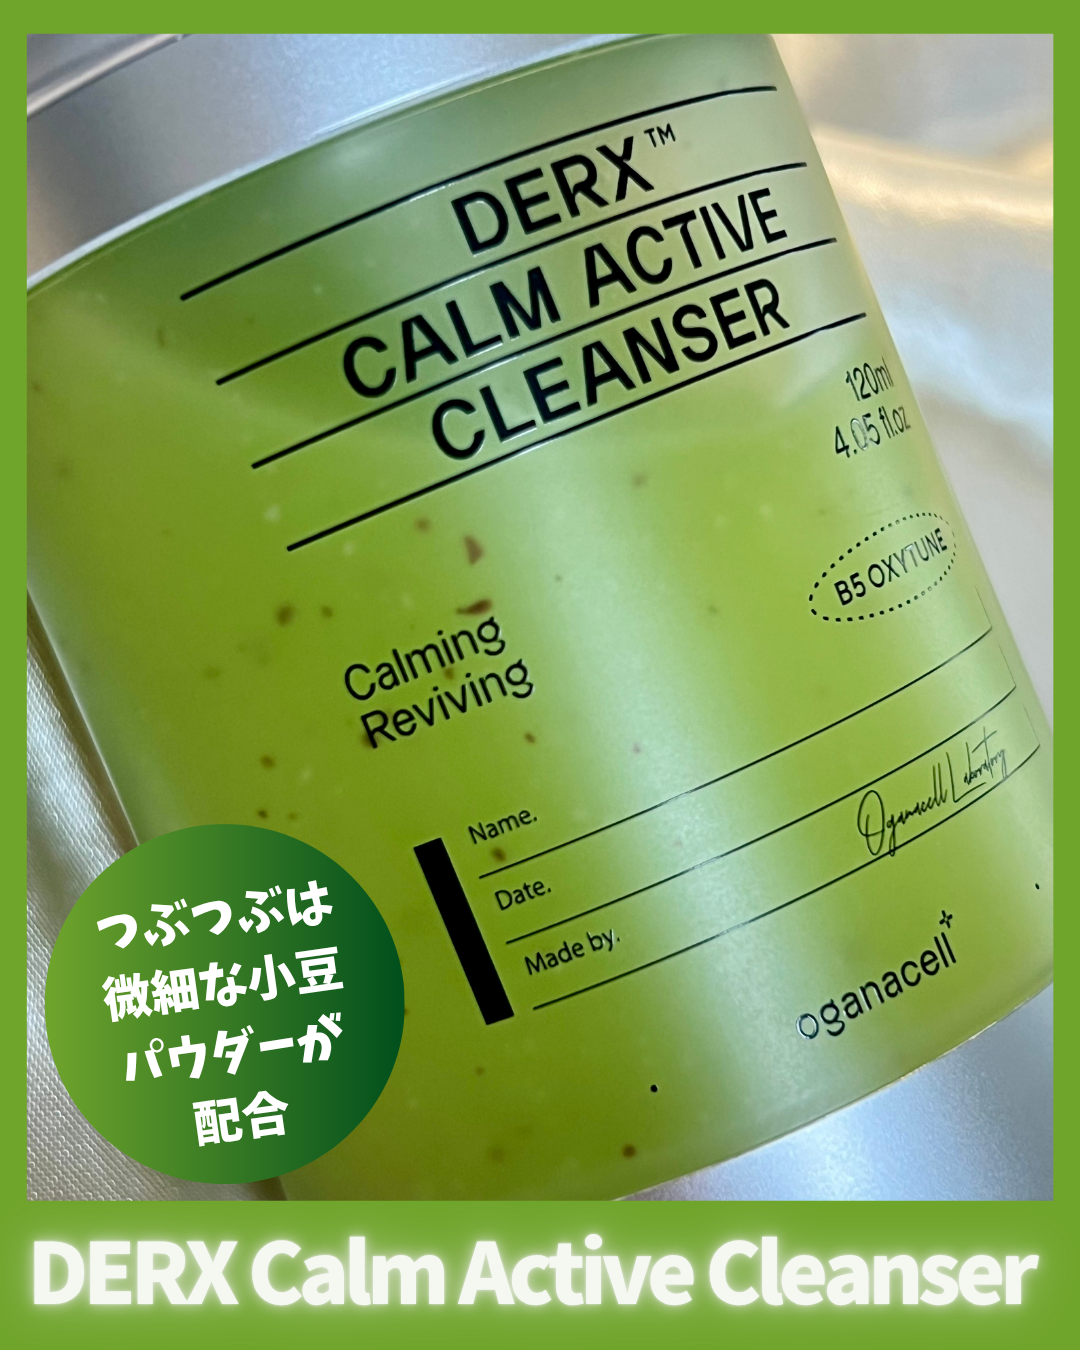 DERX™
CALM ACTIVE
CLEANSER
120ml
4.05 fl.oz
B5 OXYTUNE
Calming
Reviving
Name.
Date.
Made by.
Oganacell Laboratory
oganacell
つぶつぶは
微細な小豆
パウダーが
配合
DERX Calm Active Cleanser